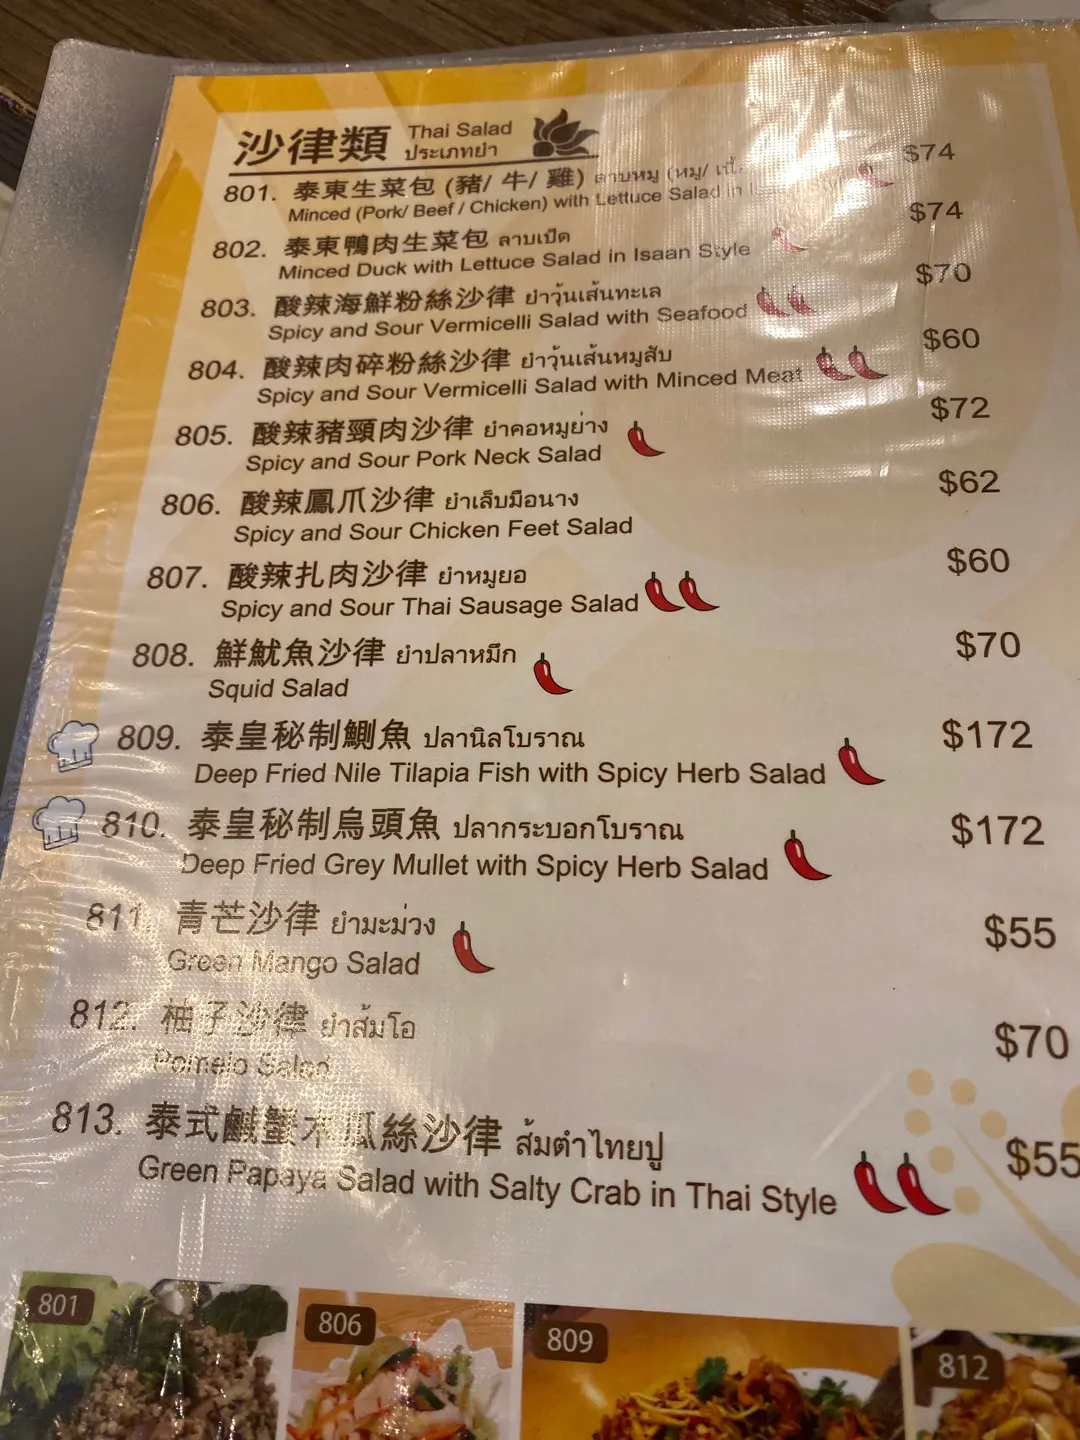 沙律類 Thai Salad
ประเภทยำ
801. 泰東生菜包 (豬/ 牛/ 雞) ลาบหมู (หมู/ $74
Minced (Pork/ Beef / Chicken) with Lettuce Salad in
802. 泰東鴨肉生菜包 ลาบเป็ด $74
Minced Duck with Lettuce Salad in Isaan Style
803. 酸辣海鮮粉絲沙律 ยำวุ้นเส้นทะเล $70
Spicy and Sour Vermicelli Salad with Seafood
804. 酸辣肉碎粉絲沙律 ยำวุ้นเส้นหมูสับ $60
Spicy and Sour Vermicelli Salad with Minced Meat
805. 酸辣豬頸肉沙律 ยำคอหมูย่าง $72
Spicy and Sour Pork Neck Salad
806. 酸辣鳳爪沙律 ยำเล็บมือนาง $62
Spicy and Sour Chicken Feet Salad
807. 酸辣扎肉沙律 ยำหมูยอ $60
Spicy and Sour Thai Sausage Salad
808. 鮮魷魚沙律 ยำปลาหมึก $70
Squid Salad
809. 泰皇秘制鰂魚 ปลานิลโบราณ $172
Deep Fried Nile Tilapia Fish with Spicy Herb Salad
810. 泰皇秘制烏頭魚 ปลากระบอกโบราณ $172
Deep Fried Grey Mullet with Spicy Herb Salad
811. 青芒沙律 ยำมะม่วง $55
Green Mango Salad
812. 柚子沙律 ยำส้มโอ $70
Pomelo Salad
813. 泰式鹹蟹木瓜絲沙律 ส้มตำไทยปู $55
Green Papaya Salad with Salty Crab in Thai Style
801
806
809
812